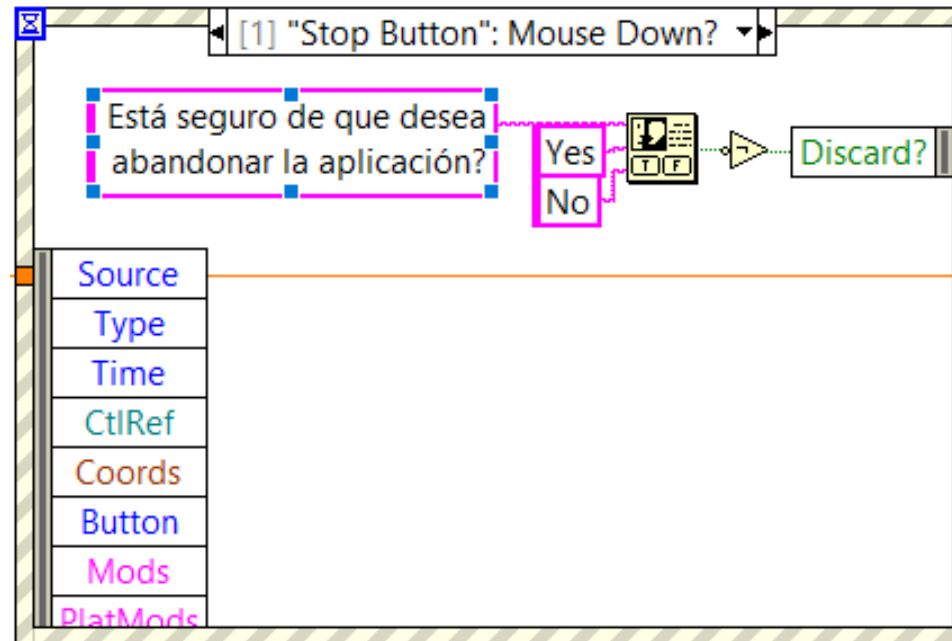 [1] "Stop Button": Mouse Down?
Está seguro de que desea
abandonar la aplicación?
Yes
No
T F
Discard?
Source
Type
Time
CtlRef
Coords
Button
Mods
PlatMods